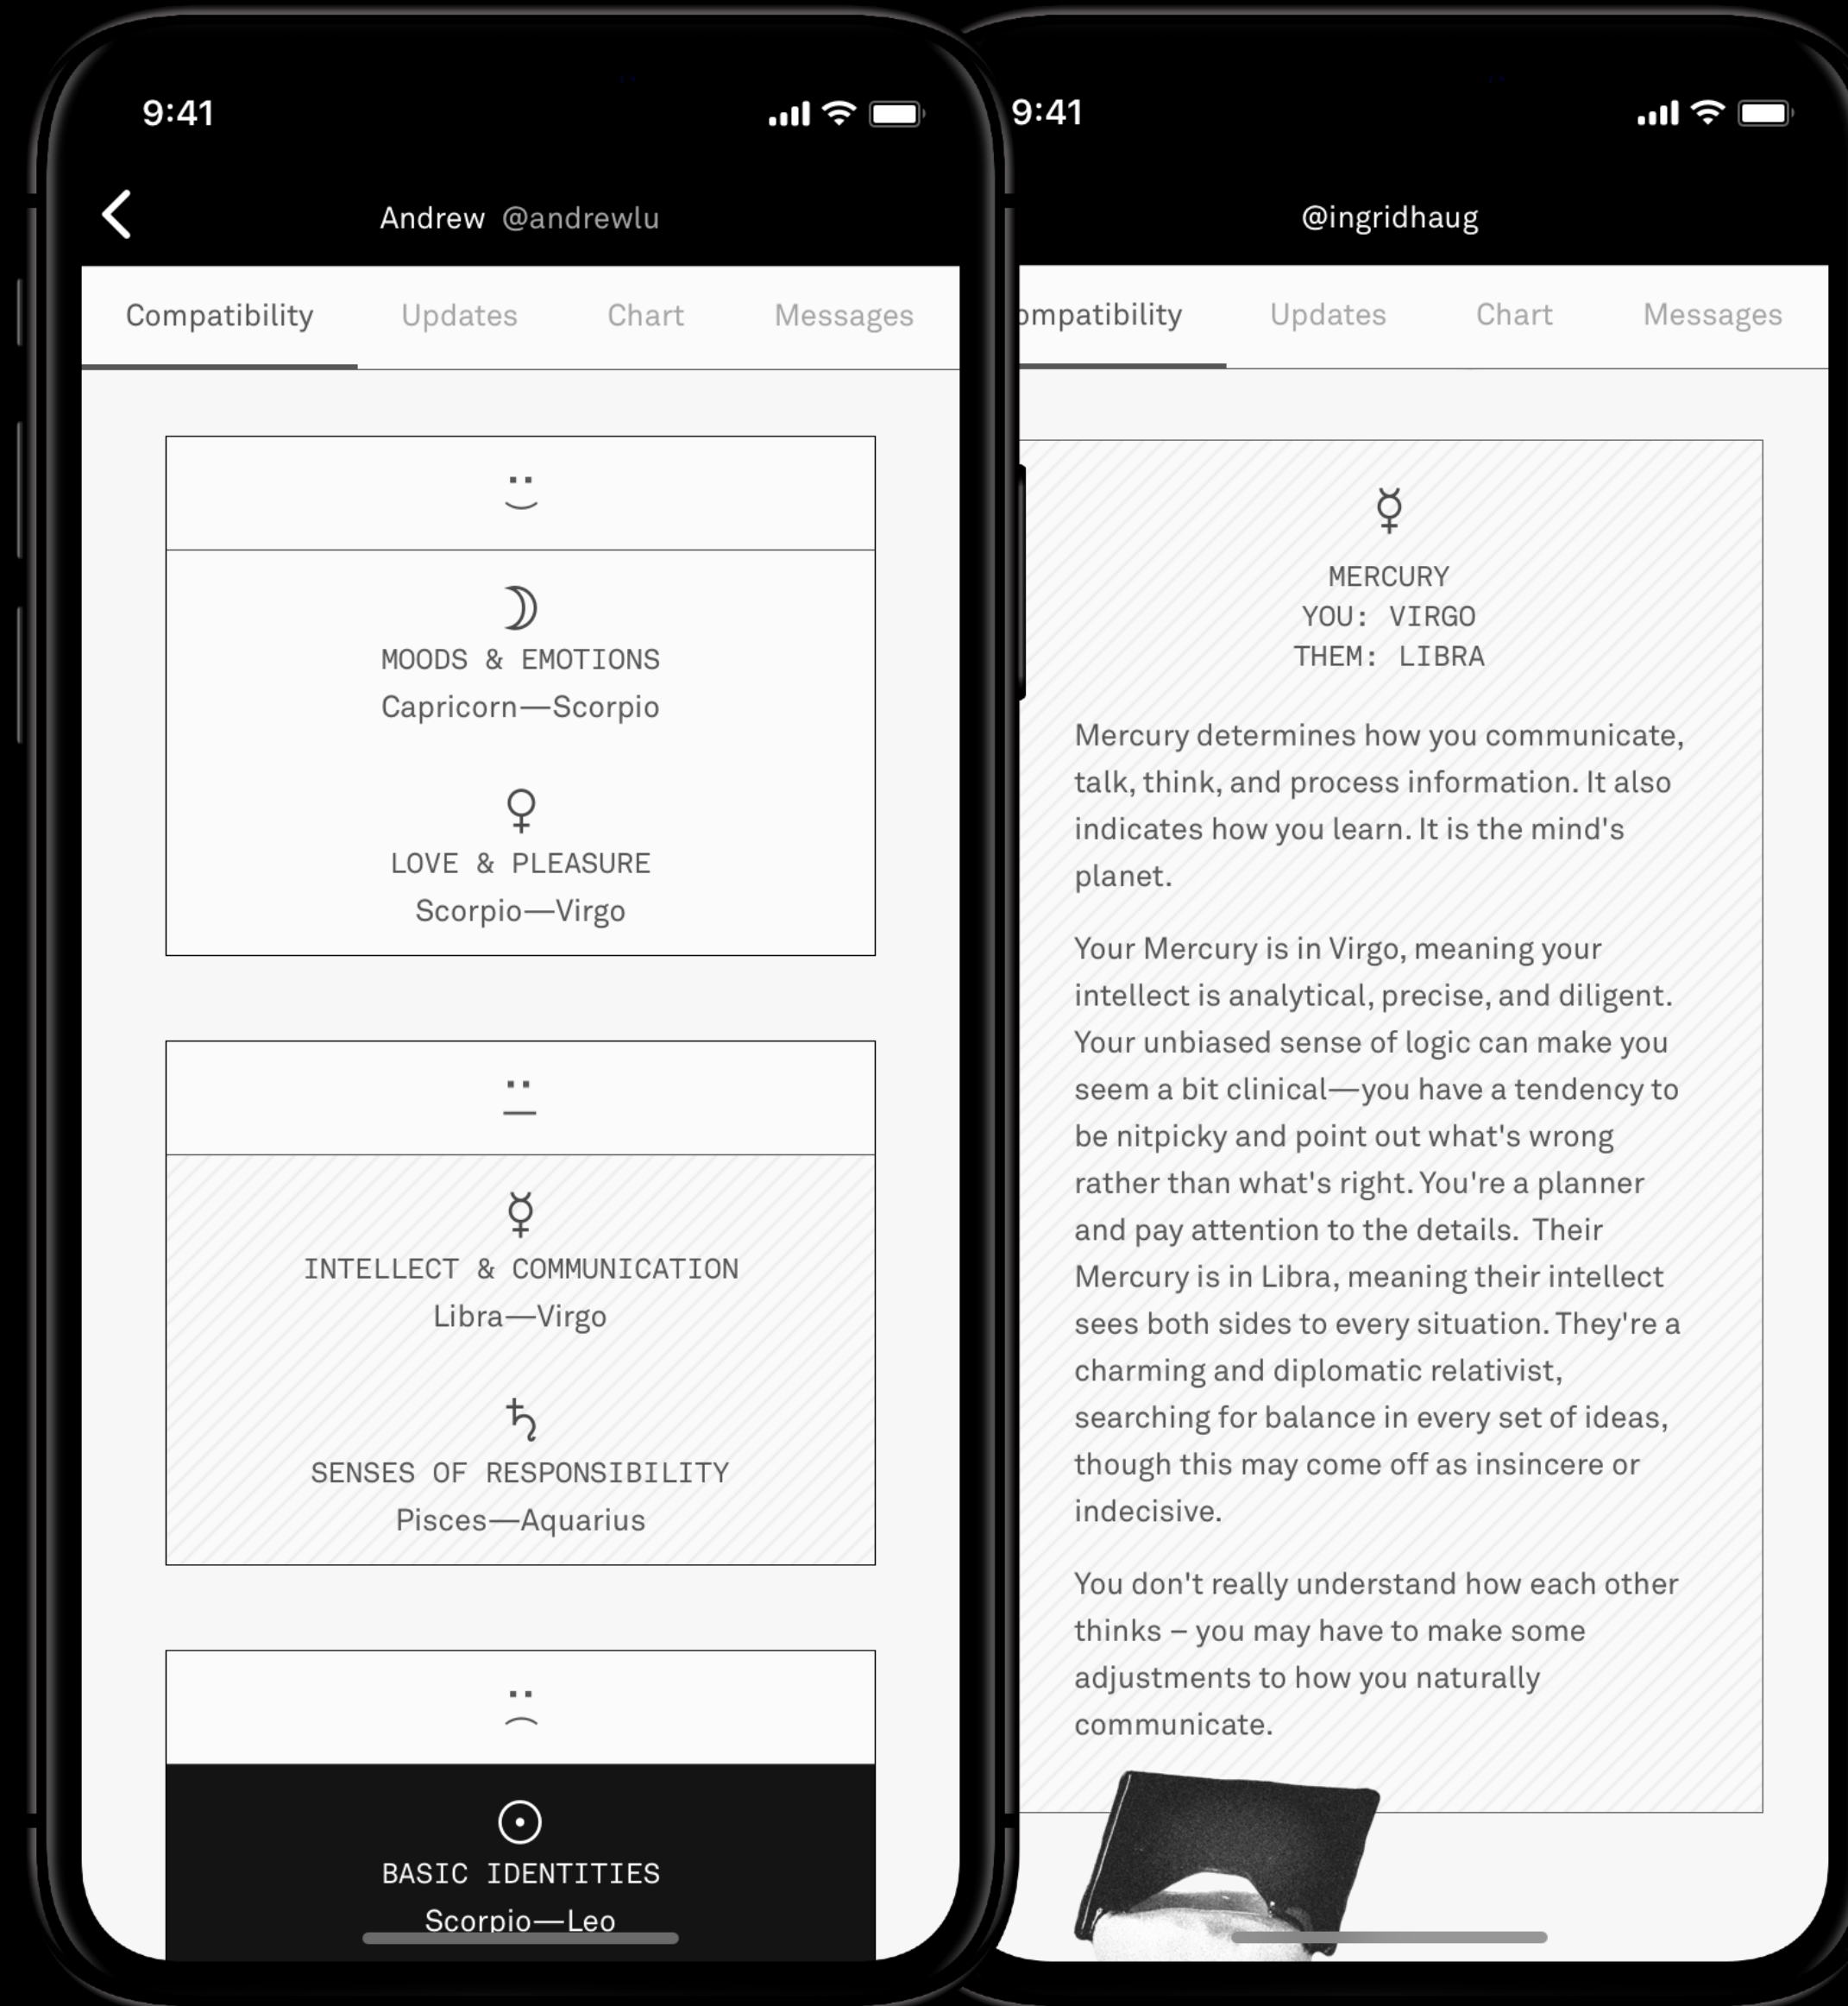 9:41
Andrew @andrewlu
Compatibility Updates Chart Messages
MOODS & EMOTIONS
Capricorn—Scorpio
LOVE & PLEASURE
Scorpio—Virgo
INTELLECT & COMMUNICATION
Libra—Virgo
SENSES OF RESPONSIBILITY
Pisces—Aquarius
BASIC IDENTITIES
Scorpio—Leo
9:41
@ingridhaug
ompatibility Updates Chart Messages
MERCURY
YOU: VIRGO
THEM: LIBRA
Mercury determines how you communicate,
talk, think, and process information. It also
indicates how you learn. It is the mind's
planet.
Your Mercury is in Virgo, meaning your
intellect is analytical, precise, and diligent.
Your unbiased sense of logic can make you
seem a bit clinical—you have a tendency to
be nitpicky and point out what's wrong
rather than what's right. You're a planner
and pay attention to the details. Their
Mercury is in Libra, meaning their intellect
sees both sides to every situation. They're a
charming and diplomatic relativist,
searching for balance in every set of ideas,
though this may come off as insincere or
indecisive.
You don't really understand how each other
thinks – you may have to make some
adjustments to how you naturally
communicate.